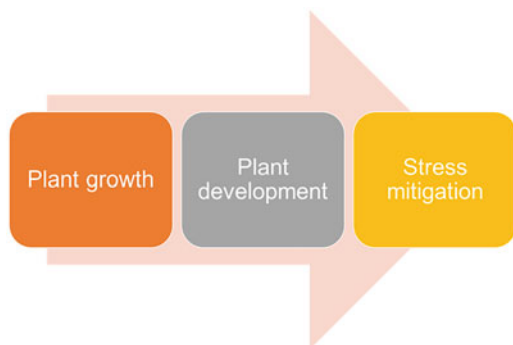 Plant growth
Plant
development
Stress
mitigation